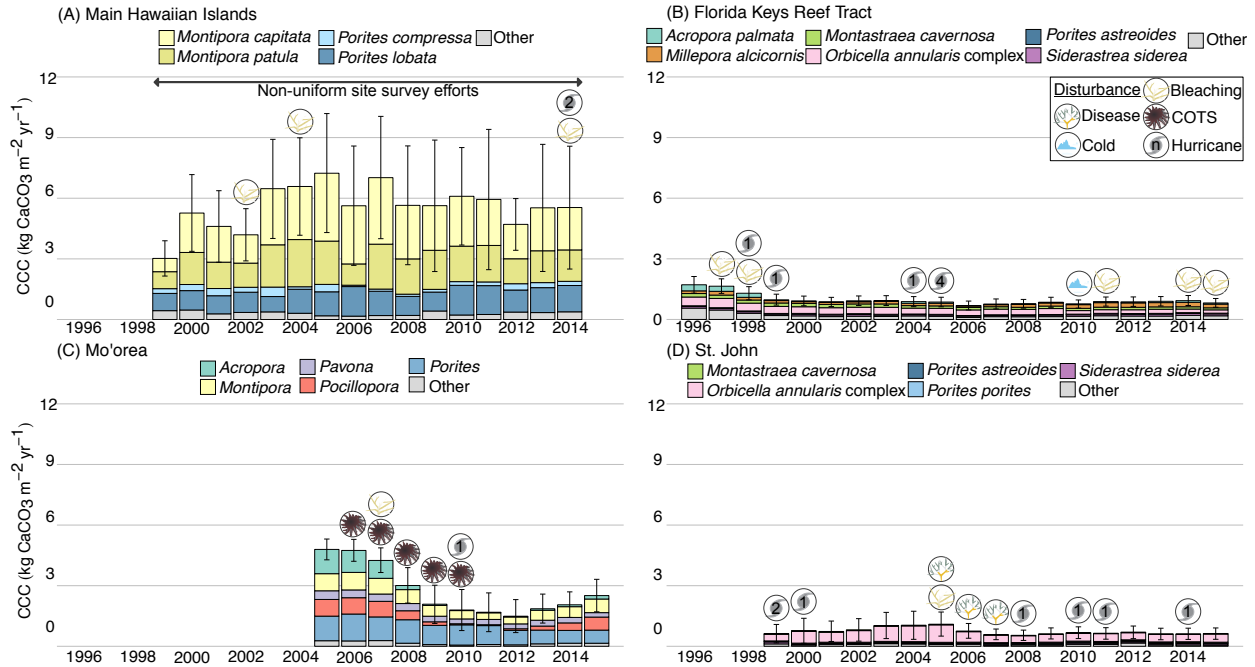 (A) Main Hawaiian Islands
Montipora capitata Porites compressa Other
Montipora patula Porites lobata
12
9
6
3
0
CCC (kg CaCO3 m−2 yr−1)
Non-uniform site survey efforts
2
1996 1998 2000 2002 2004 2006 2008 2010 2012 2014
(B) Florida Keys Reef Tract
Acropora palmata Montastraea cavernosa Porites astreoides Other
Millepora alcicornis Orbicella annularis complex Siderastrea siderea
12
9
6
3
0
Disturbance Bleaching
Disease COTS
Cold n Hurricane
1
1
1
4
1996 1998 2000 2002 2004 2006 2008 2010 2012 2014
(C) Mo'orea
Acropora Pavona Porites
Montipora Pocillopora Other
12
9
6
3
0
CCC (kg CaCO3 m−2 yr−1)
1
1996 1998 2000 2002 2004 2006 2008 2010 2012 2014
(D) St. John
Montastraea cavernosa Porites astreoides Siderastrea siderea
Orbicella annularis complex Porites porites Other
12
9
6
3
0
2 1 1 1 1 1
1996 1998 2000 2002 2004 2006 2008 2010 2012 2014